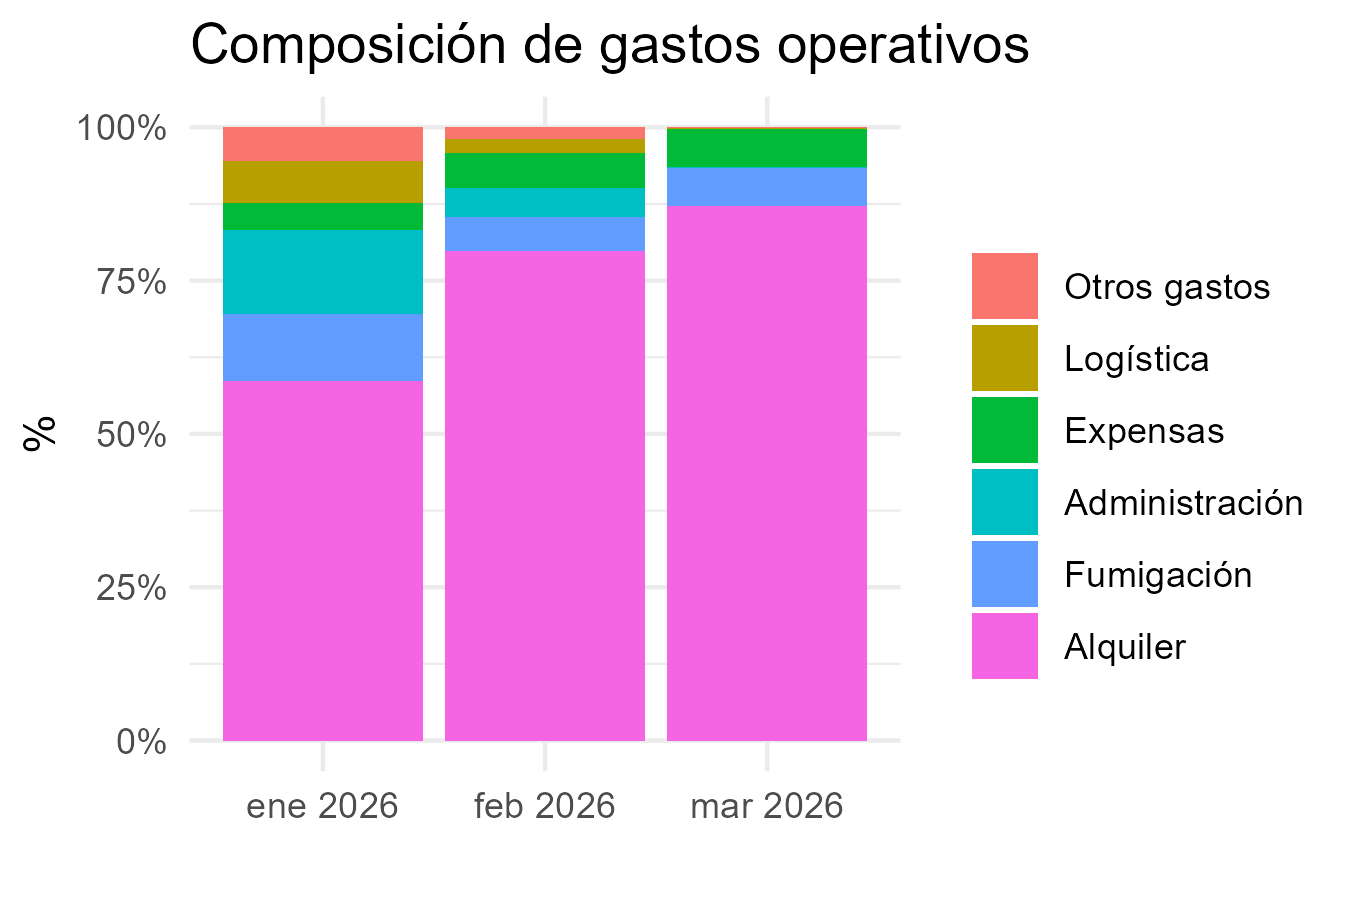 Composición de gastos operativos
100%
75%
50%
25%
0%
%
ene 2026
feb 2026
mar 2026
Otros gastos
Logística
Expensas
Administración
Fumigación
Alquiler